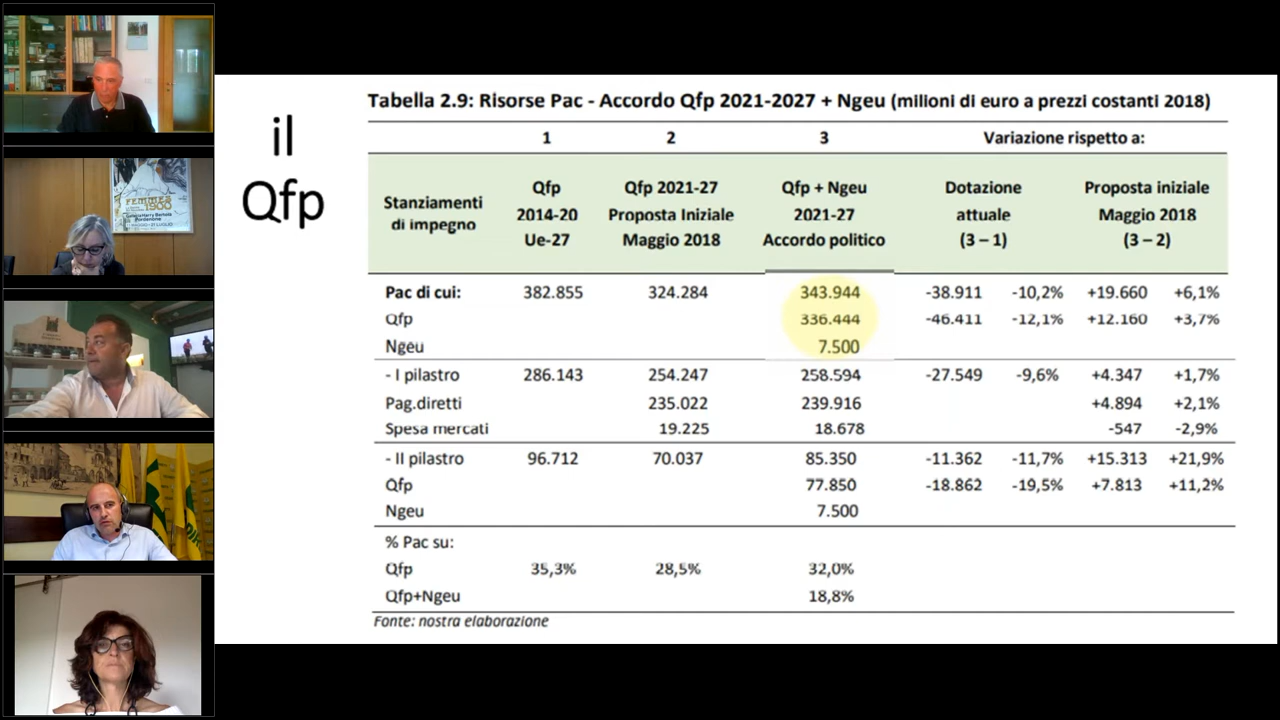 il
Qfp
Tabella 2.9: Risorse Pac - Accordo Qfp 2021-2027 + Ngeu (milioni di euro a prezzi costanti 2018)
1 2 3 Variazione rispetto a:
Stanziamenti di impegno
Qfp 2014-20 Ue-27
Qfp 2021-27 Proposta Iniziale Maggio 2018
Qfp + Ngeu 2021-27 Accordo politico
Dotazione attuale (3 – 1)
Proposta iniziale Maggio 2018 (3 – 2)
Pac di cui: 382.855 324.284 343.944 -38.911 -10,2% +19.660 +6,1%
Qfp 336.444 -46.411 -12,1% +12.160 +3,7%
Ngeu 7.500
- I pilastro 286.143 254.247 258.594 -27.549 -9,6% +4.347 +1,7%
Pag.diretti 235.022 239.916 +4.894 +2,1%
Spesa mercati 19.225 18.678 -547 -2,9%
- II pilastro 96.712 70.037 85.350 -11.362 -11,7% +15.313 +21,9%
Qfp 77.850 -18.862 -19,5% +7.813 +11,2%
Ngeu 7.500
% Pac su:
Qfp 35,3% 28,5% 32,0%
Qfp+Ngeu 18,8%
Fonte: nostra elaborazione
FEMMES
1900